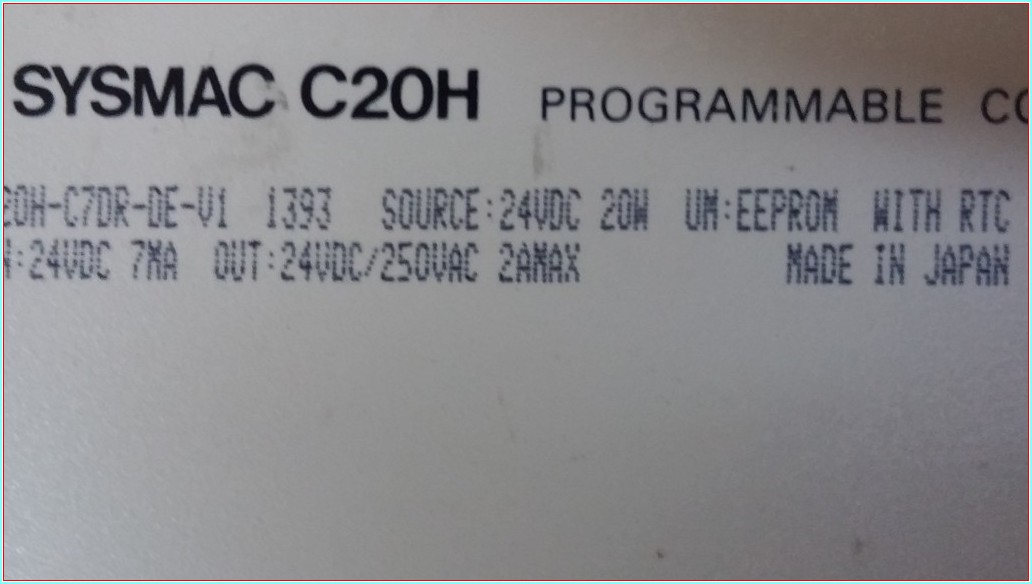 SYSMAC C20H PROGRAMMABLE CO
20H-C7DR-DE-V1 1393 SOURCE:24VDC 20W UM:EEPROM WITH RTC
N:24VDC 7MA OUT:24VDC/250VAC 2AMAX MADE IN JAPAN